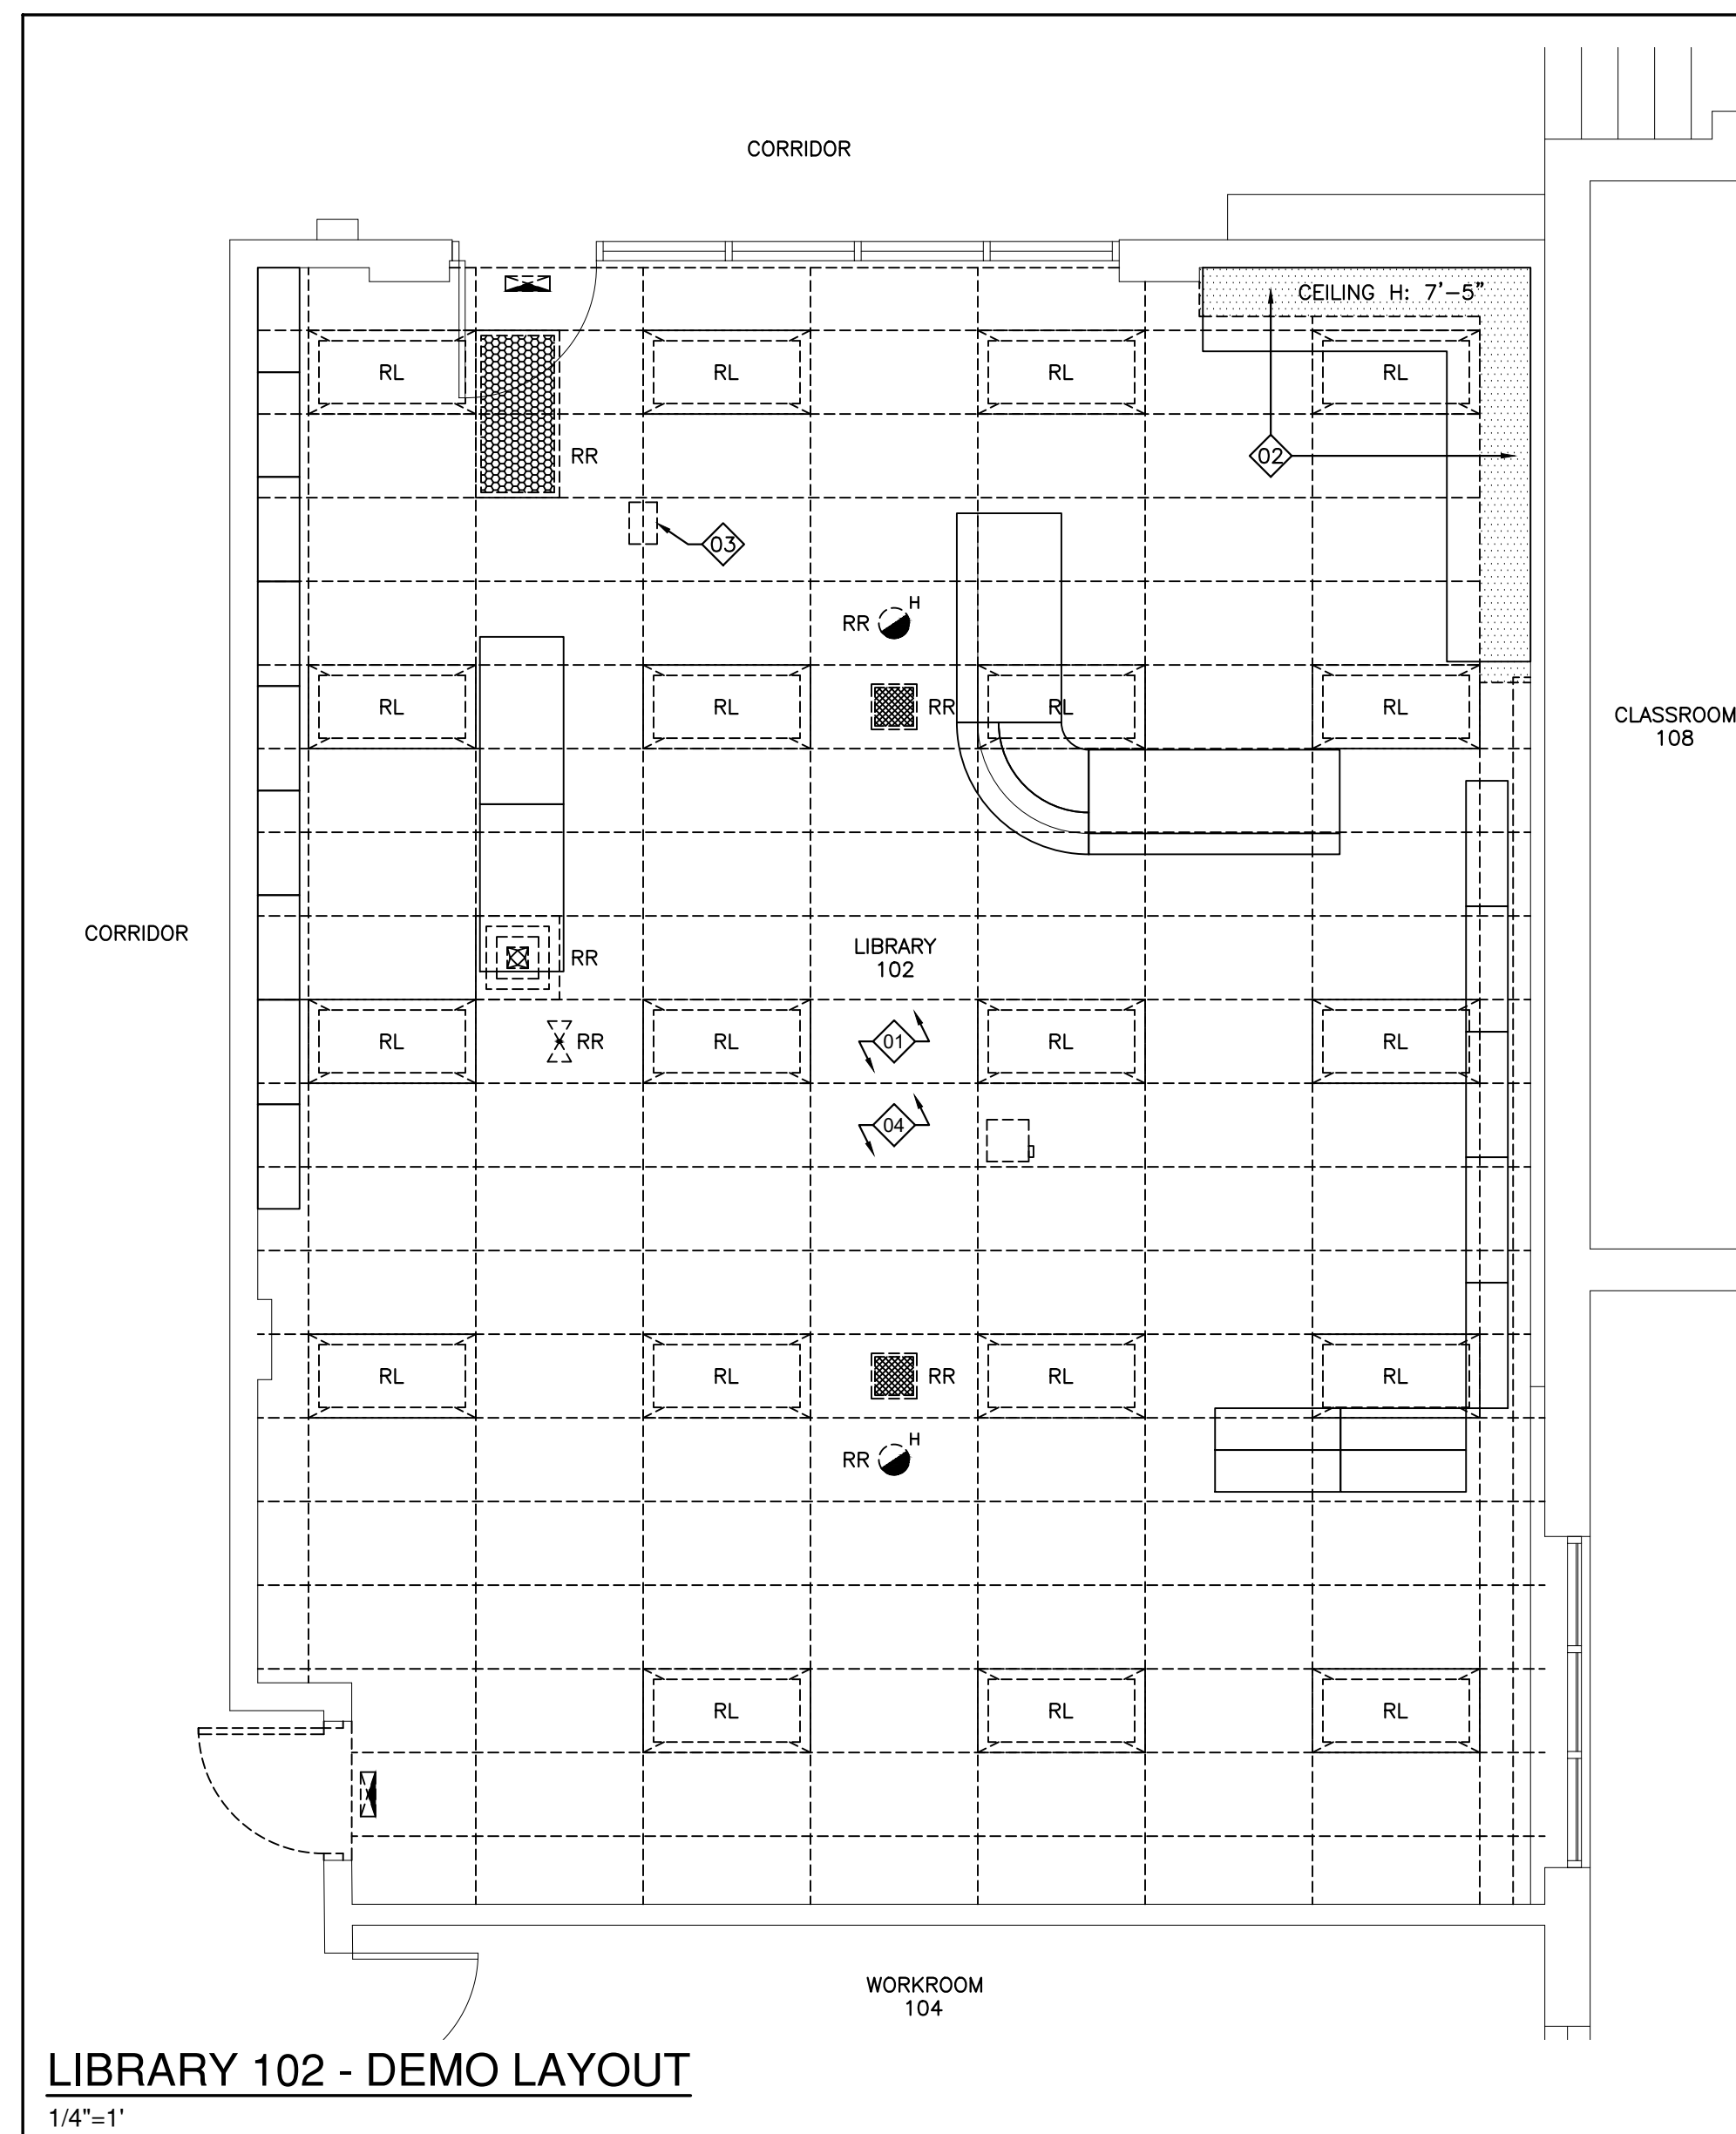 CORRIDOR
CEILING H: 7'-5"
RL
RL
RL
RL
RR
02
03
H
RR
RL
RL
RR
RL
RL
CLASSROOM
108
CORRIDOR
LIBRARY
102
RR
RL
RR
RL
01
RL
RL
04
RL
RL
RR
RL
RL
H
RR
RL
RL
RL
WORKROOM
104
LIBRARY 102 - DEMO LAYOUT
1/4"=1'